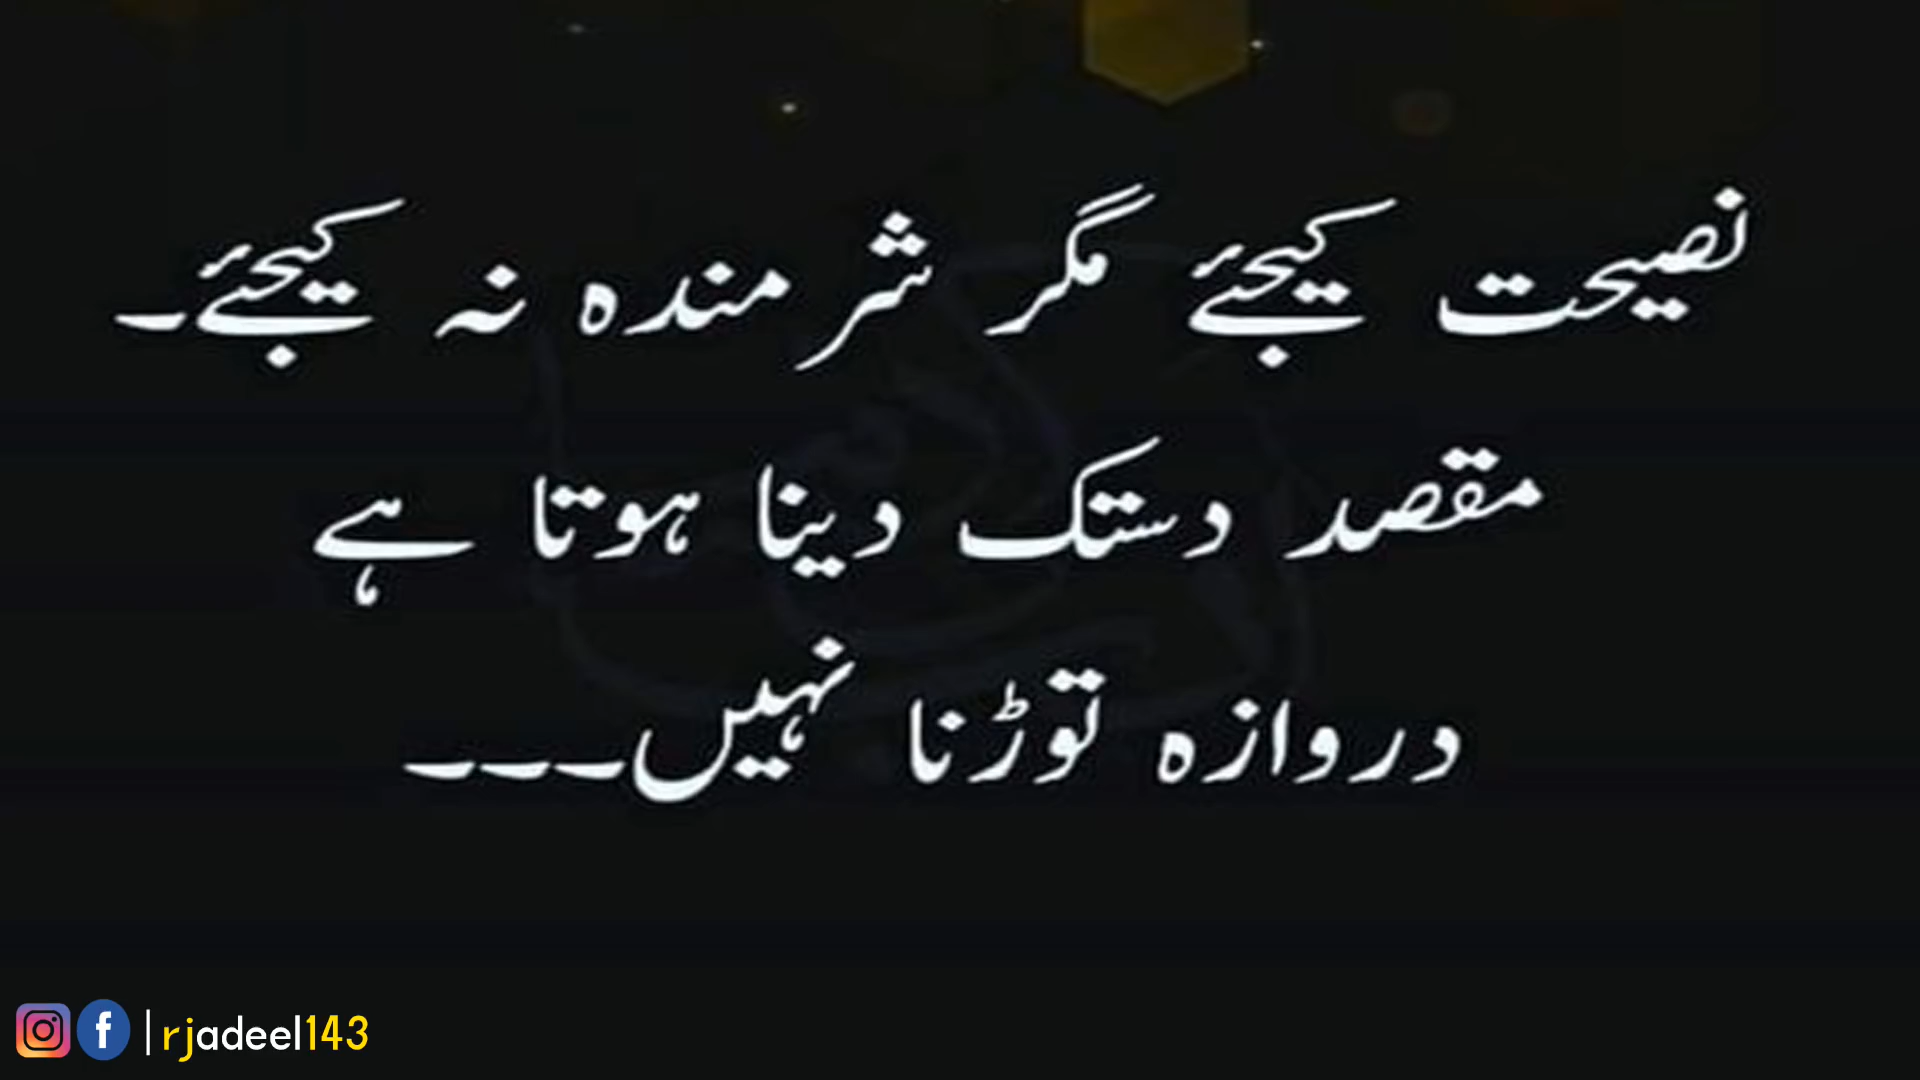 نصیحت کیجئے مگر شرمندہ نہ کیجئے۔
مقصد دستک دینا ہوتا ہے
دروازہ توڑنا نہیں۔۔۔
rjadeel143